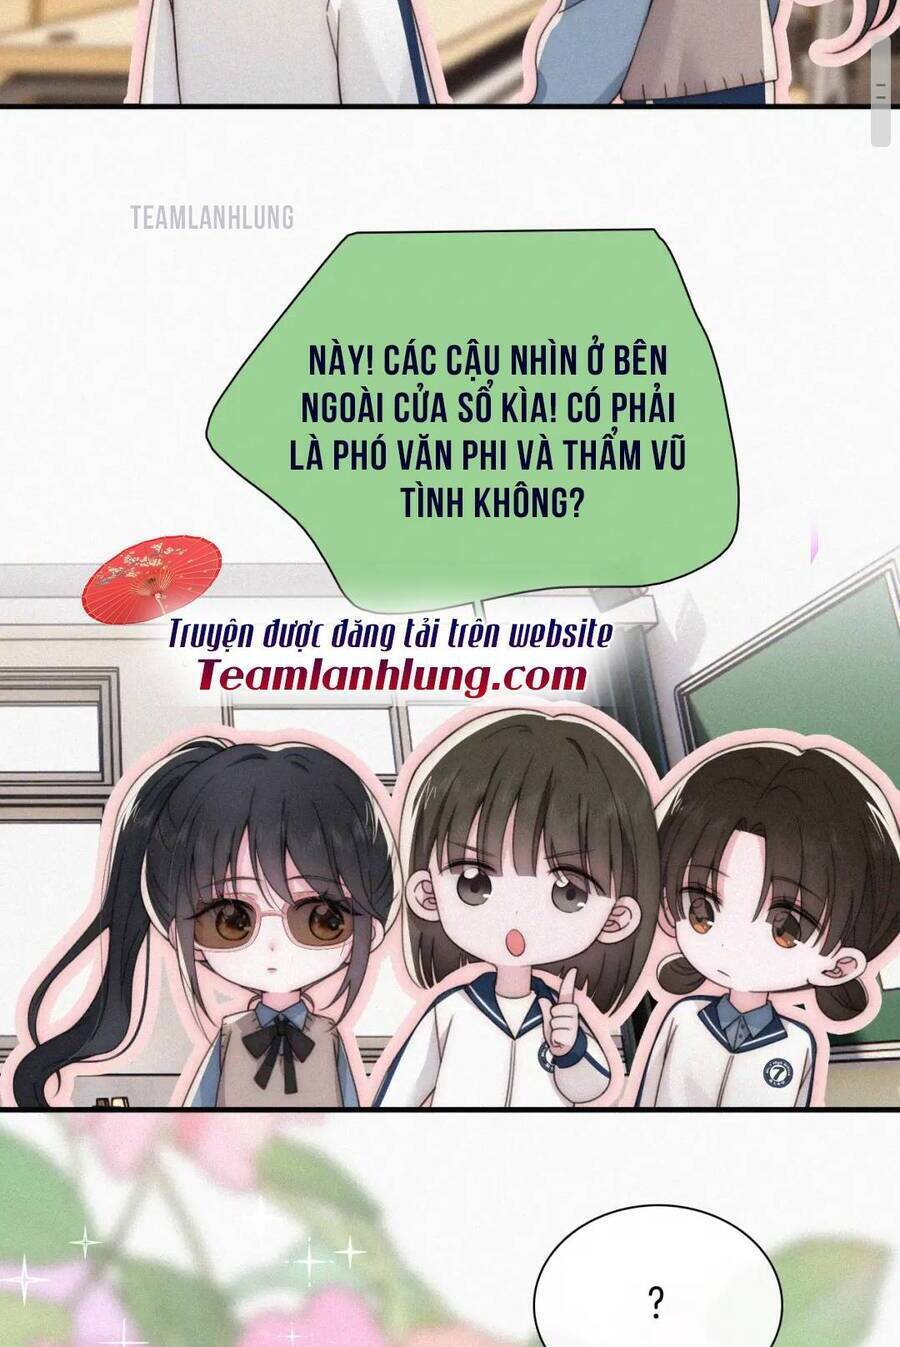 TEAMLANHLUNG
NÀY! CÁC CẬU NHÌN Ở BÊN
NGOÀI CỬA SỔ KÌA! CÓ PHẢI
LÀ PHÓ VĂN PHI VÀ THẨM VŨ
TÌNH KHÔNG?
Truyện được đăng tải trên website
Teamlanhlung.com
7
?